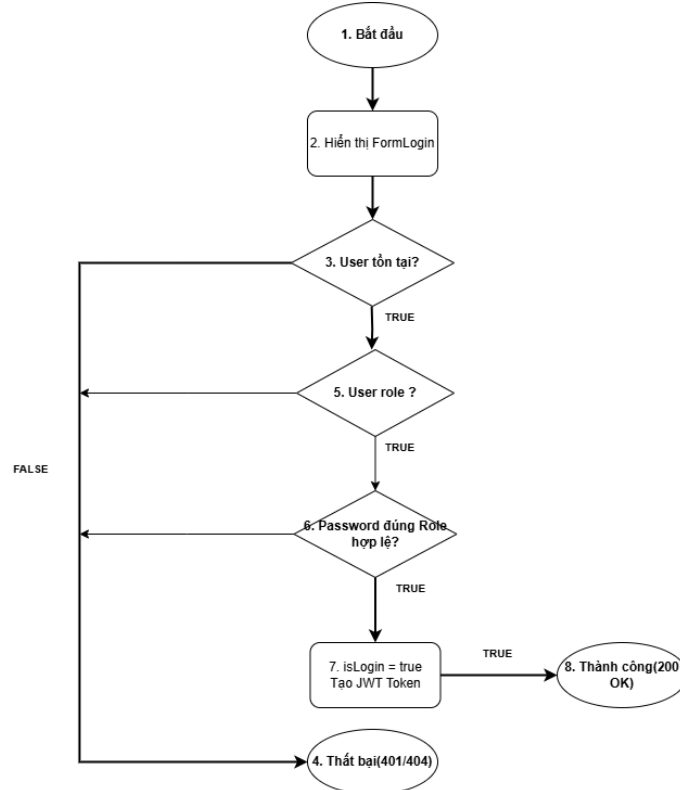 1. Bắt đầu
2. Hiển thị FormLogin
3. User tồn tại?
TRUE
5. User role ?
TRUE
FALSE
6. Password đúng Role
hợp lệ?
TRUE
7. isLogin = true
Tạo JWT Token
TRUE
8. Thành công(200
OK)
4. Thất bại(401/404)